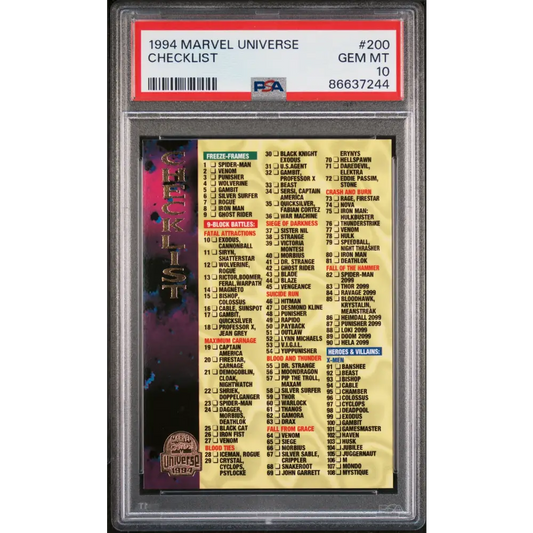 1994 MARVEL UNIVERSE
#200
CHECKLIST
GEM MT
10
PSA
86637244
CHECKLIST
FREEZE-FRAMES
1 SPIDER-MAN
2 VENOM
3 PUNISHER
4 WOLVERINE
5 GAMBIT
6 SILVER SURFER
7 ROGUE
8 IRON MAN
9 GHOST RIDER
9-BLOCK BATTLES:
FATAL ATTRACTIONS
10 EXODUS,
CANNONBALL
11 SIRYN,
SHATTERSTAR
12 WOLVERINE,
ROGUE
13 RICTOR, BOOMER,
FERAL, WARPATH
14 MAGNETO
15 BISHOP,
COLOSSUS
16 CABLE, SUNSPOT
17 GAMBIT,
QUICKSILVER
18 PROFESSOR X,
JEAN GREY
MAXIMUM CARNAGE
19 CAPTAIN
AMERICA
20 FIRESTAR,
CARNAGE
21 DEMOGOBLIN,
CLOAK,
NIGHTWATCH
22 SHRIEK,
DOPPELGANGER
23 SPIDER-MAN
24 DAGGER,
MORBIUS,
DEATHLOK
25 BLACK CAT
26 IRON FIST
27 VENOM
BLOOD TIES
28 ICEMAN, ROGUE
29 CRYSTAL,
CYCLOPS,
PSYLOCKE
30 BLACK KNIGHT
EXODUS
31 U.S.AGENT
32 GAMBIT,
PROFESSOR X
33 BEAST
34 SERSI, CAPTAIN
AMERICA
35 QUICKSILVER,
FABIAN CORTEZ
36 WAR MACHINE
SIEGE OF DARKNESS
37 SISTER NIL
38 STRANGE
39 VICTORIA
MONTESI
40 MORBIUS
41 DR. STRANGE
42 GHOST RIDER
43 BLADE
44 BLAZE
45 VENGEANCE
SUICIDE RUN
46 HITMAN
47 DESMOND KLINE
48 PUNISHER
49 RAPIDO
50 PAYBACK
51 OUTLAW
52 LYNN MICHAELS
53 V.I.G.I.L.
54 YUPPUNISHER
BLOOD AND THUNDER
55 DR. STRANGE
56 MOONDRAGON
57 PIP THE TROLL,
MAXAM
58 SILVER SURFER
59 THOR
60 WARLOCK
61 THANOS
62 GAMORA
63 DRAX
FALL FROM GRACE
64 VENOM
65 SIEGE
66 MORBIUS
67 SILVER SABLE,
CRIPPLER
68 SNAKEROOT
69 JOHN GARRETT
ERYNYS
70 HELLSPAWN
71 DAREDEVIL,
ELEKTRA
72 EDDIE PASSIM,
STONE
CRASH AND BURN
73 RAGE, FIRESTAR
74 NOVA
75 IRON MAN:
HULKBUSTER
76 THUNDERSTRIKE
77 VENOM
78 HULK
79 SPEEDBALL,
NIGHT THRASHER
80 IRON MAN
81 DEATHLOK
FALL OF THE HAMMER
82 SPIDER-MAN
2099
83 THOR 2099
84 RAVAGE 2099
85 BLOODHAWK,
KRYSTALIN,
MEANSTREAK
86 HEIMDALL 2099
87 PUNISHER 2099
88 LOKI 2099
89 DOOM 2099
90 HELA 2099
HEROES & VILLAINS:
X-MEN
91 BANSHEE
92 BEAST
93 BISHOP
94 CABLE
95 CHAMBER
96 COLOSSUS
97 CYCLOPS
98 DEADPOOL
99 EXODUS
100 GAMBIT
101 GAMESMASTER
102 HAVEN
103 HUSK
104 JUBILEE
105 JUGGERNAUT
106 M
107 MONDO
108 MYSTIQUE
MARVEL
universe
1994